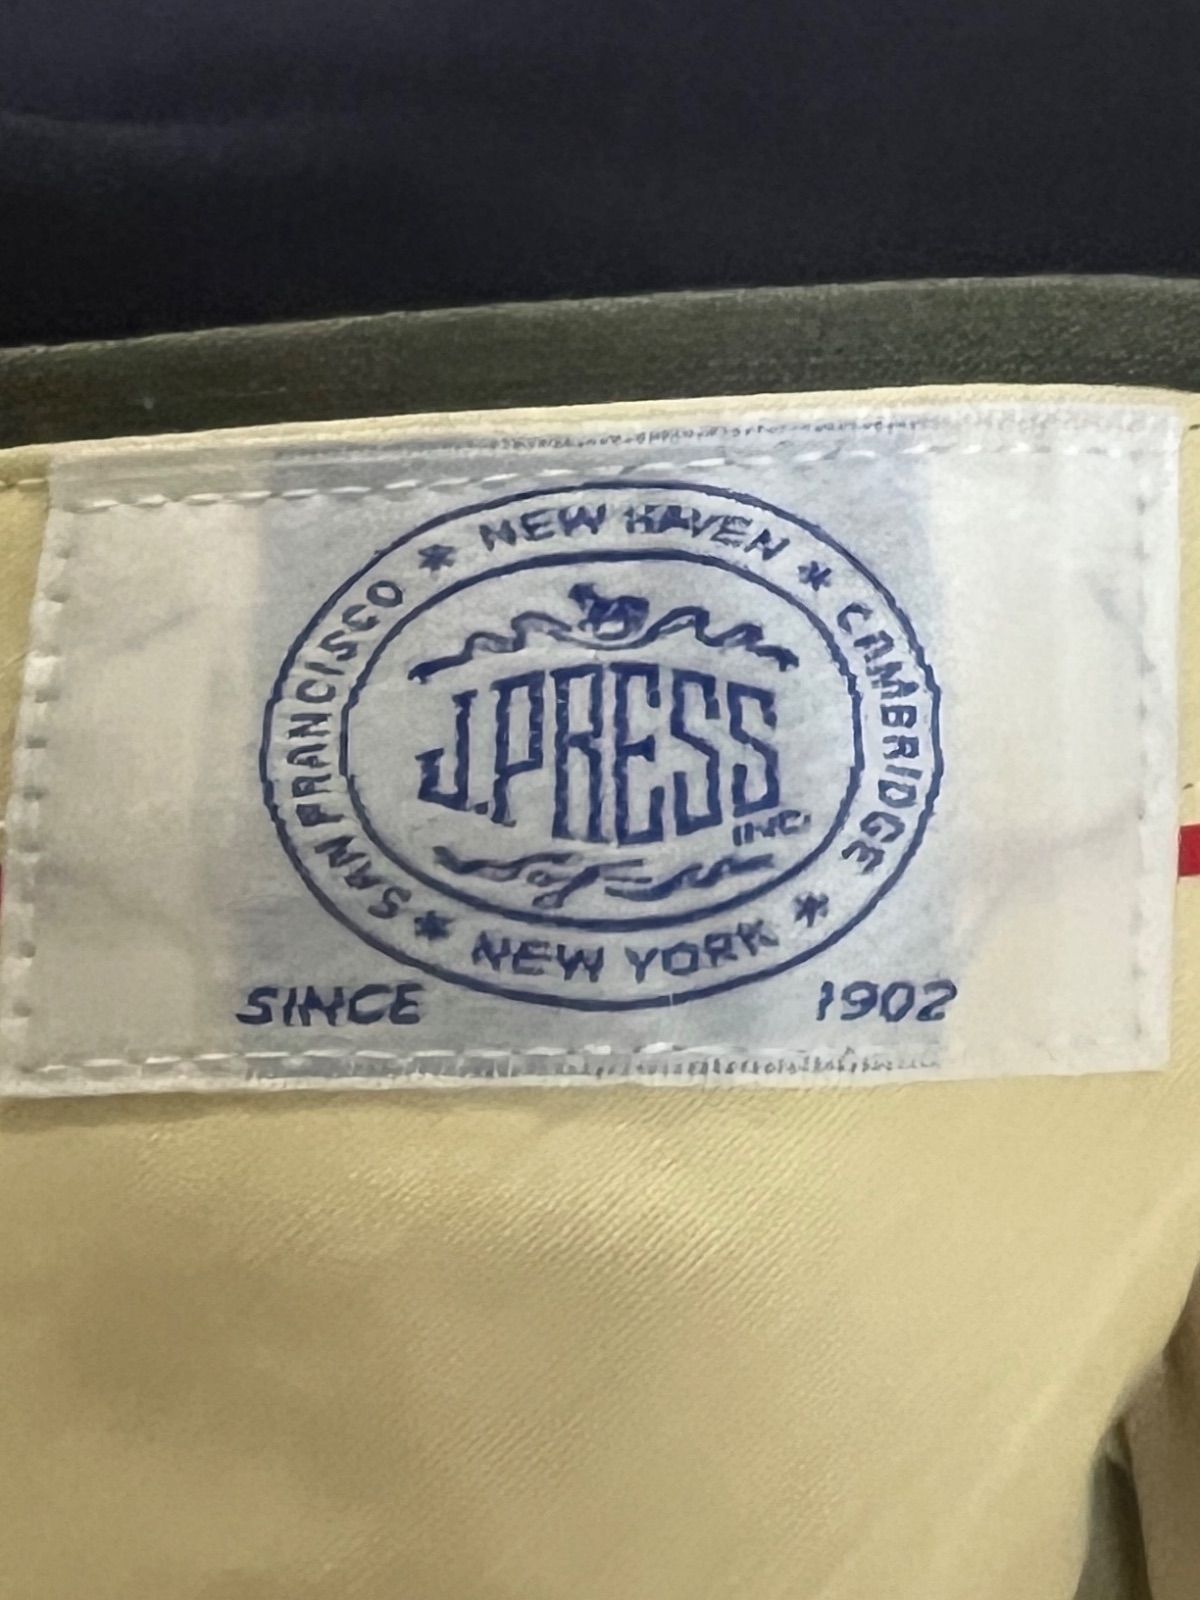 NEW HAVEN * CAMBRIDGE * NEW YORK * SAN FRANCISCO *
J.PRESS
INC.
SINCE 1902